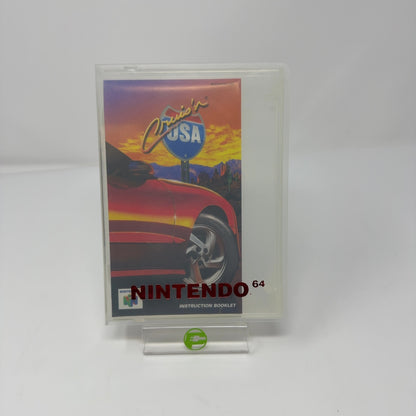 Cruis'n
USA
NINTENDO 64
INSTRUCTION BOOKLET